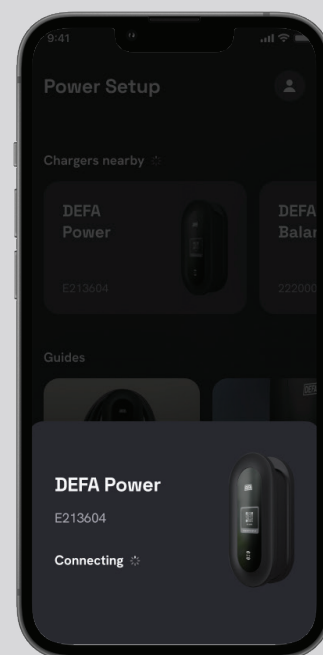 9:41
Power Setup
Chargers nearby
DEFA
Power
E213604
DEFA
Balar
222000
Guides
DEFA Power
E213604
Connecting